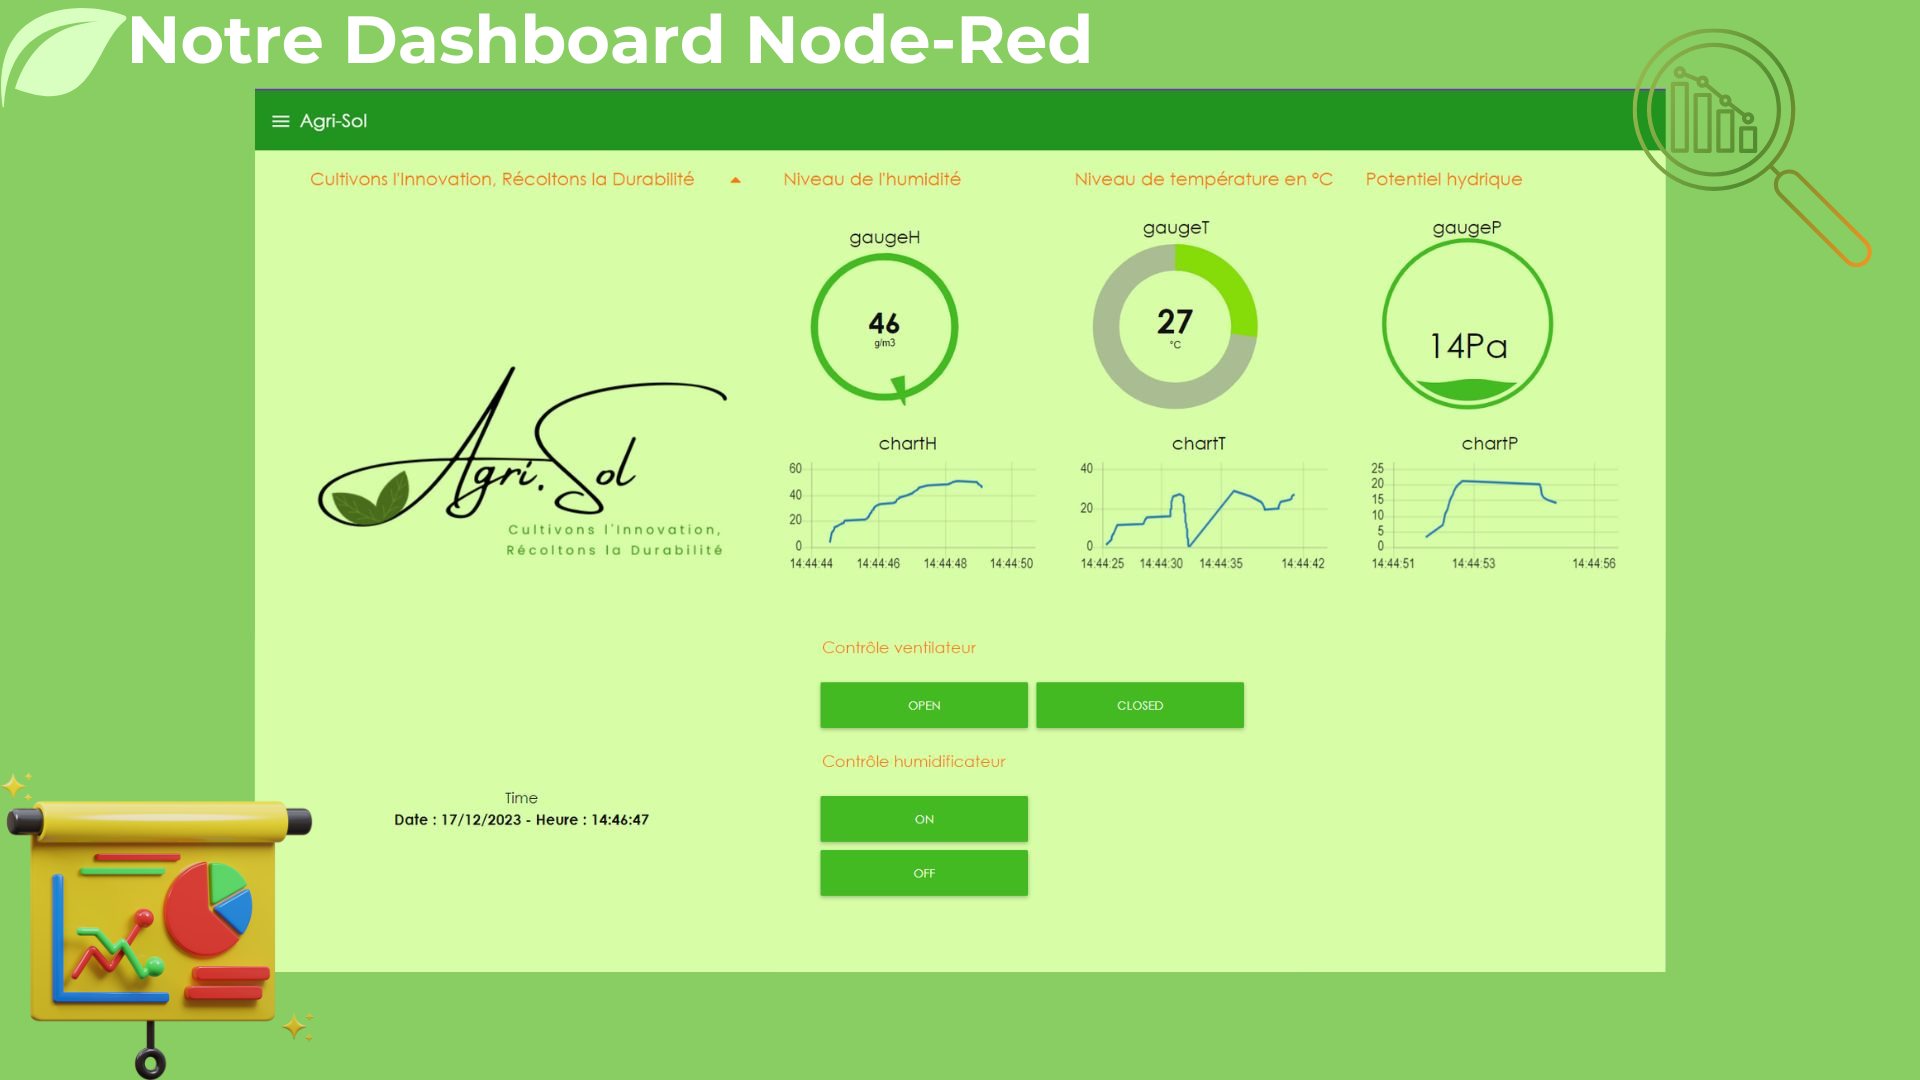 Notre Dashboard Node-Red
Agri-Sol
Cultivons l'Innovation, Récoltons la Durabilité
Niveau de l'humidité
Niveau de température en °C
Potentiel hydrique
gaugeH
46
g/m3
gaugeT
27
°C
gaugeP
14Pa
Agri.Sol
Cultivons l'Innovation,
Récoltons la Durabilité
chartH
60
40
20
0
14:44:44 14:44:46 14:44:48 14:44:50
chartT
40
20
0
14:44:25 14:44:30 14:44:35 14:44:42
chartP
25
20
15
10
5
0
14:44:51 14:44:53 14:44:56
Contrôle ventilateur
OPEN
CLOSED
Contrôle humidificateur
ON
OFF
Time
Date : 17/12/2023 - Heure : 14:46:47